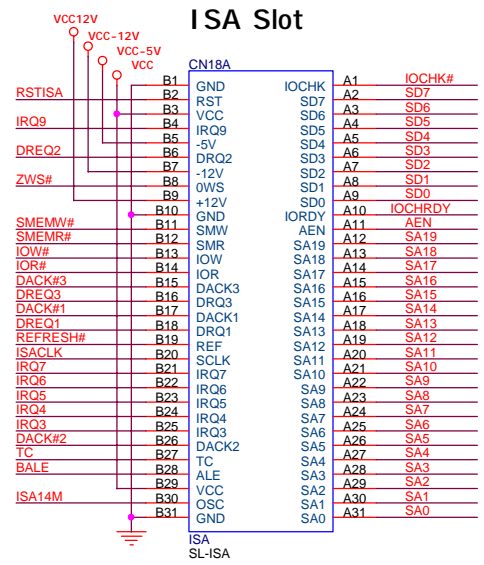 ISA Slot
VCC12V
VCC-12V
VCC-5V
VCC
CN18A
B1 GND IOCHK A1 IOCHK#
RSTISA B2 RST SD7 A2 SD7
B3 VCC SD6 A3 SD6
IRQ9 B4 IRQ9 SD5 A4 SD5
B5 -5V SD4 A5 SD4
DREQ2 B6 DRQ2 SD3 A6 SD3
B7 -12V SD2 A7 SD2
ZWS# B8 0WS SD1 A8 SD1
B9 +12V SD0 A9 SD0
B10 GND IORDY A10 IOCHRDY
SMEMW# B11 SMW AEN A11 AEN
SMEMR# B12 SMR SA19 A12 SA19
IOW# B13 IOW SA18 A13 SA18
IOR# B14 IOR SA17 A14 SA17
DACK#3 B15 DACK3 SA16 A15 SA16
DREQ3 B16 DRQ3 SA15 A16 SA15
DACK#1 B17 DACK1 SA14 A17 SA14
DREQ1 B18 DRQ1 SA13 A18 SA13
REFRESH# B19 REF SA12 A19 SA12
ISACLK B20 SCLK SA11 A20 SA11
IRQ7 B21 IRQ7 SA10 A21 SA10
IRQ6 B22 IRQ6 SA9 A22 SA9
IRQ5 B23 IRQ5 SA8 A23 SA8
IRQ4 B24 IRQ4 SA7 A24 SA7
IRQ3 B25 IRQ3 SA6 A25 SA6
DACK#2 B26 DACK2 SA5 A26 SA5
TC B27 TC SA4 A27 SA4
BALE B28 ALE SA3 A28 SA3
B29 VCC SA2 A29 SA2
ISA14M B30 OSC SA1 A30 SA1
B31 GND SA0 A31 SA0
ISA
SL-ISA